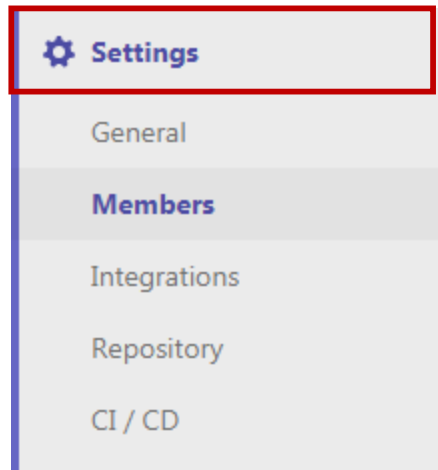 Settings
General
Members
Integrations
Repository
CI / CD